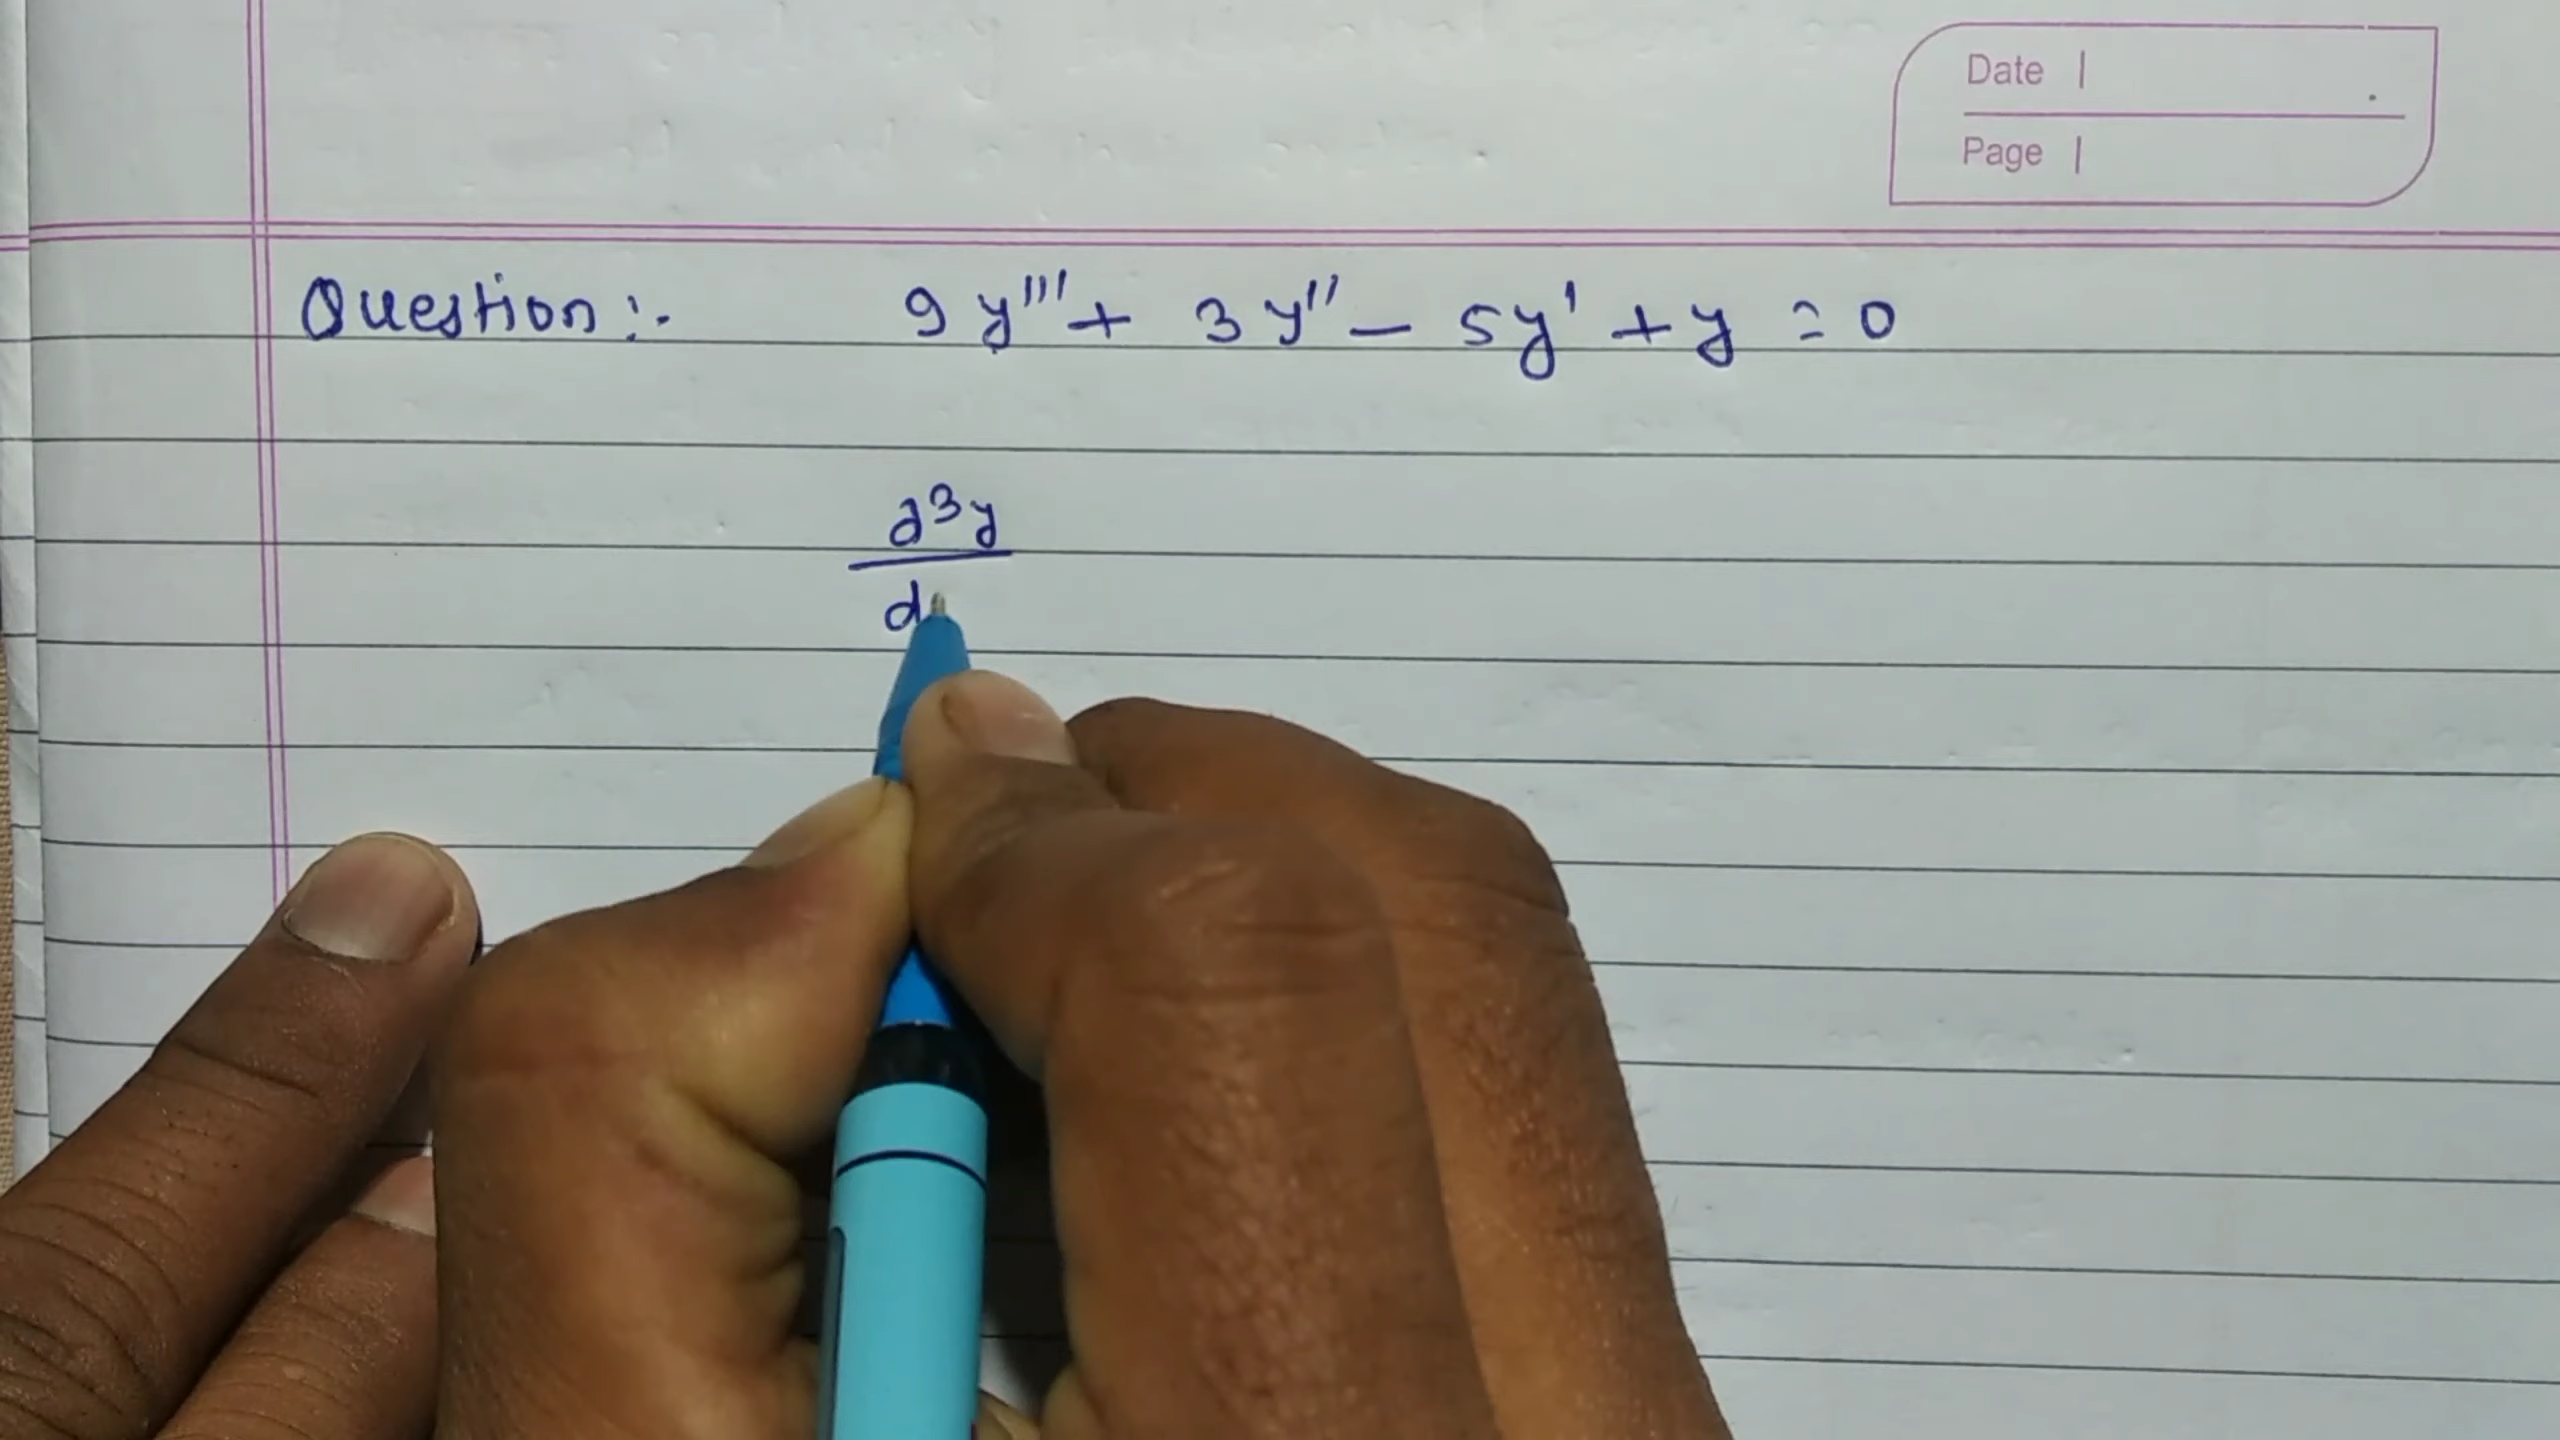 Date |
Page |
Question :- 9y''' + 3y'' - 5y' + y = 0
d³y
d